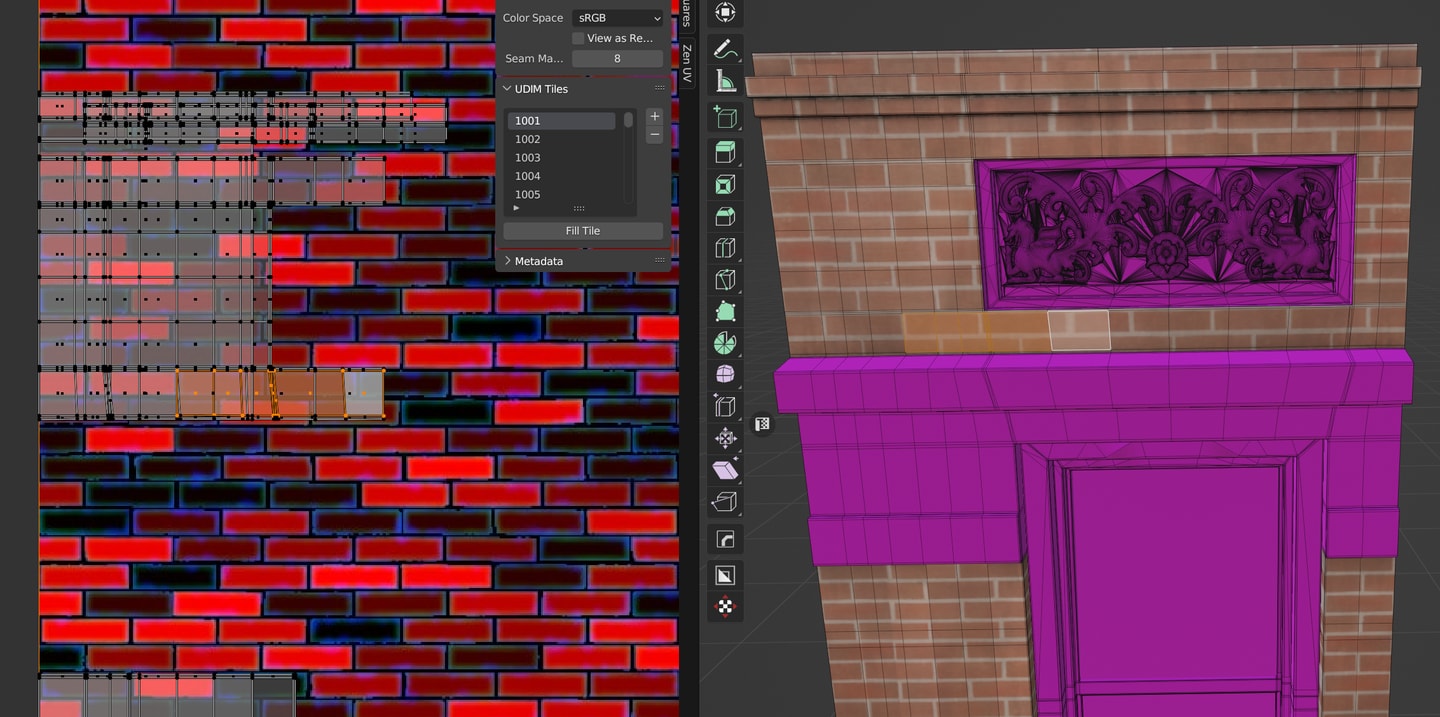 Color Space sRGB
View as Re...
Seam Ma... 8
UDIM Tiles
1001
1002
1003
1004
1005
Fill Tile
Metadata
uares
Zen UV